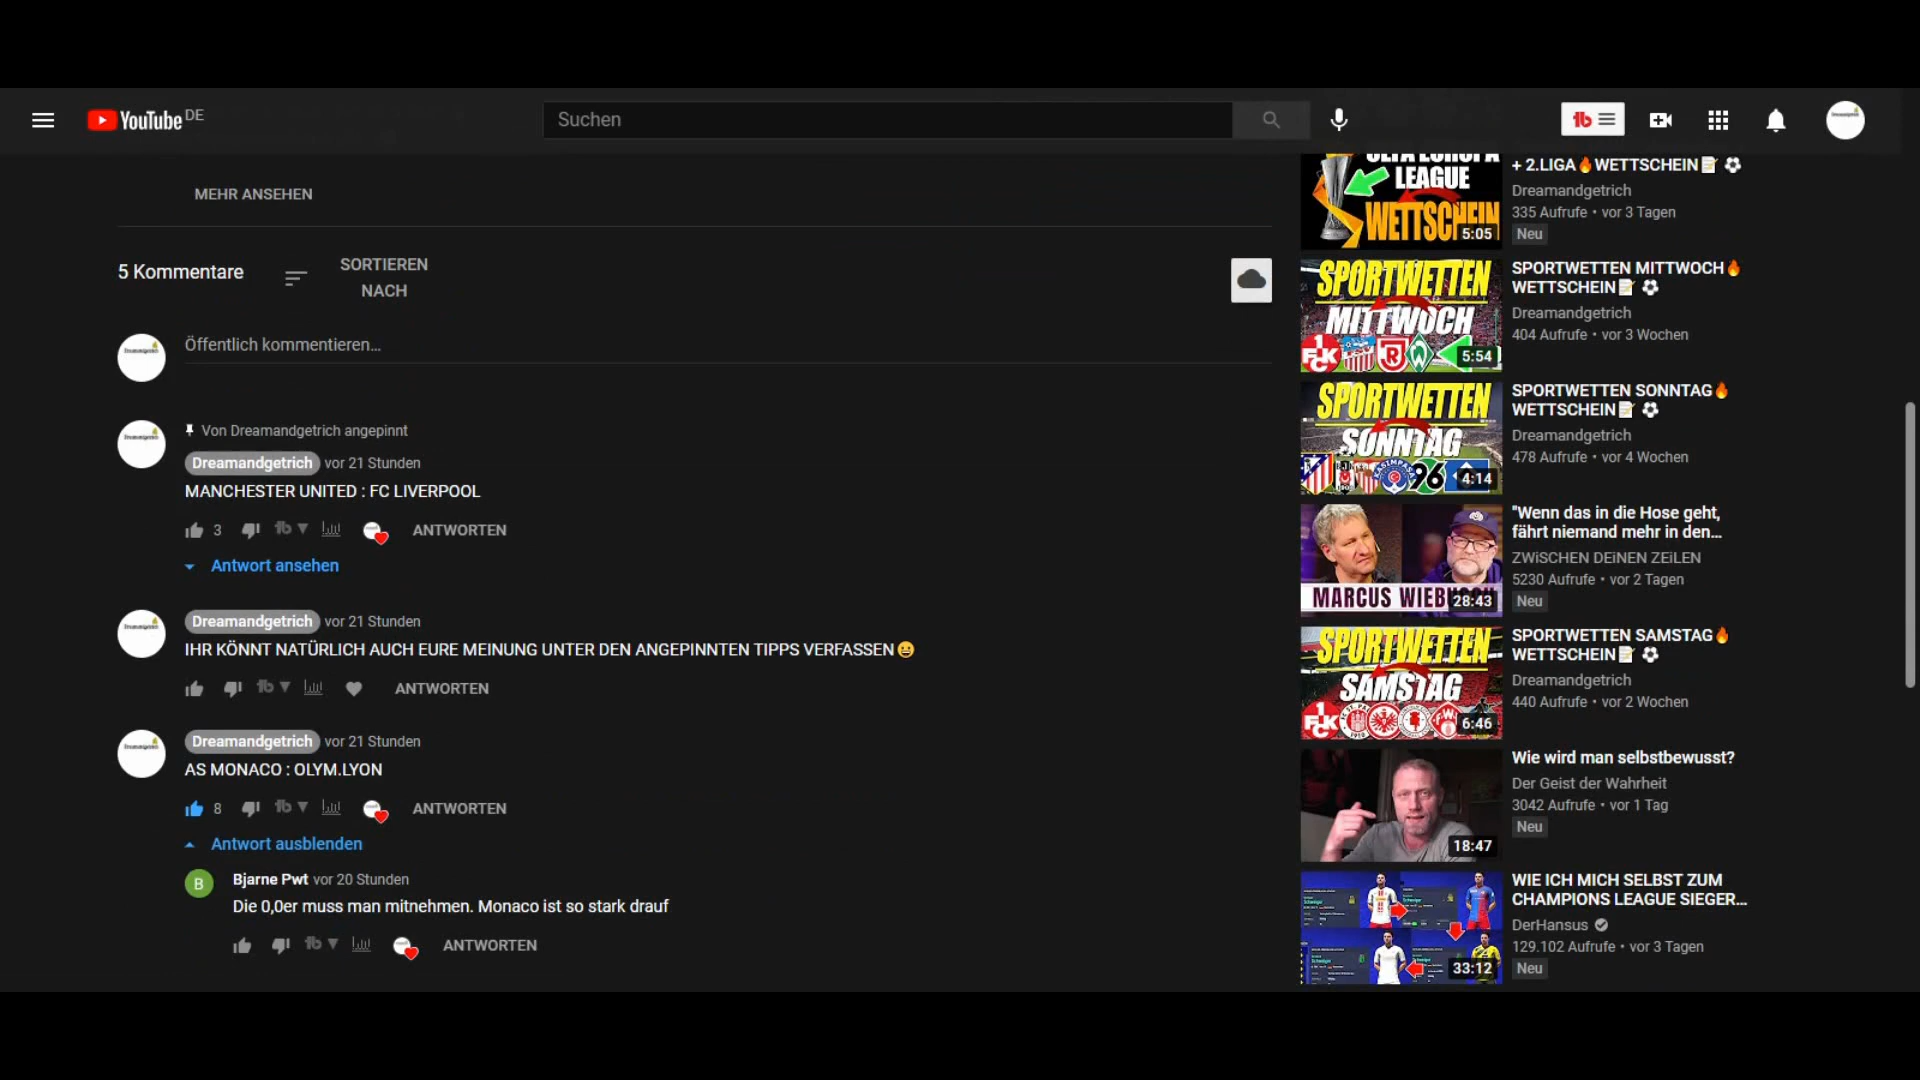 YouTube DE
Suchen
MEHR ANSEHEN
5 Kommentare
SORTIEREN
NACH
Öffentlich kommentieren...
Von Dreamandgetrich angepinnt
Dreamandgetrich vor 21 Stunden
MANCHESTER UNITED : FC LIVERPOOL
3
ANTWORTEN
Antwort ansehen
Dreamandgetrich vor 21 Stunden
IHR KÖNNT NATÜRLICH AUCH EURE MEINUNG UNTER DEN ANGEPINNTEN TIPPS VERFASSEN😀
ANTWORTEN
Dreamandgetrich vor 21 Stunden
AS MONACO : OLYM.LYON
8
ANTWORTEN
Antwort ausblenden
B
Bjarne Pwt vor 20 Stunden
Die 0,0er muss man mitnehmen. Monaco ist so stark drauf
ANTWORTEN
LEAGUE
WETTSCHEIN
5:05
+ 2.LIGA🔥WETTSCHEIN📝 ⚽
Dreamandgetrich
335 Aufrufe • vor 3 Tagen
Neu
SPORTWETTEN
MITTWOCH
5:54
SPORTWETTEN MITTWOCH🔥
WETTSCHEIN📝 ⚽
Dreamandgetrich
404 Aufrufe • vor 3 Wochen
SPORTWETTEN
SONNTAG
96
4:14
SPORTWETTEN SONNTAG🔥
WETTSCHEIN📝 ⚽
Dreamandgetrich
478 Aufrufe • vor 4 Wochen
MARCUS
28:43
"Wenn das in die Hose geht,
fährt niemand mehr in den...
ZWiSCHEN DEiNEN ZEiLEN
5230 Aufrufe • vor 2 Tagen
Neu
SPORTWETTEN
SAMSTAG
6:46
SPORTWETTEN SAMSTAG🔥
WETTSCHEIN📝 ⚽
Dreamandgetrich
440 Aufrufe • vor 2 Wochen
18:47
Wie wird man selbstbewusst?
Der Geist der Wahrheit
3042 Aufrufe • vor 1 Tag
Neu
33:12
WIE ICH MICH SELBST ZUM
CHAMPIONS LEAGUE SIEGER...
DerHansus
129.102 Aufrufe • vor 3 Tagen
Neu